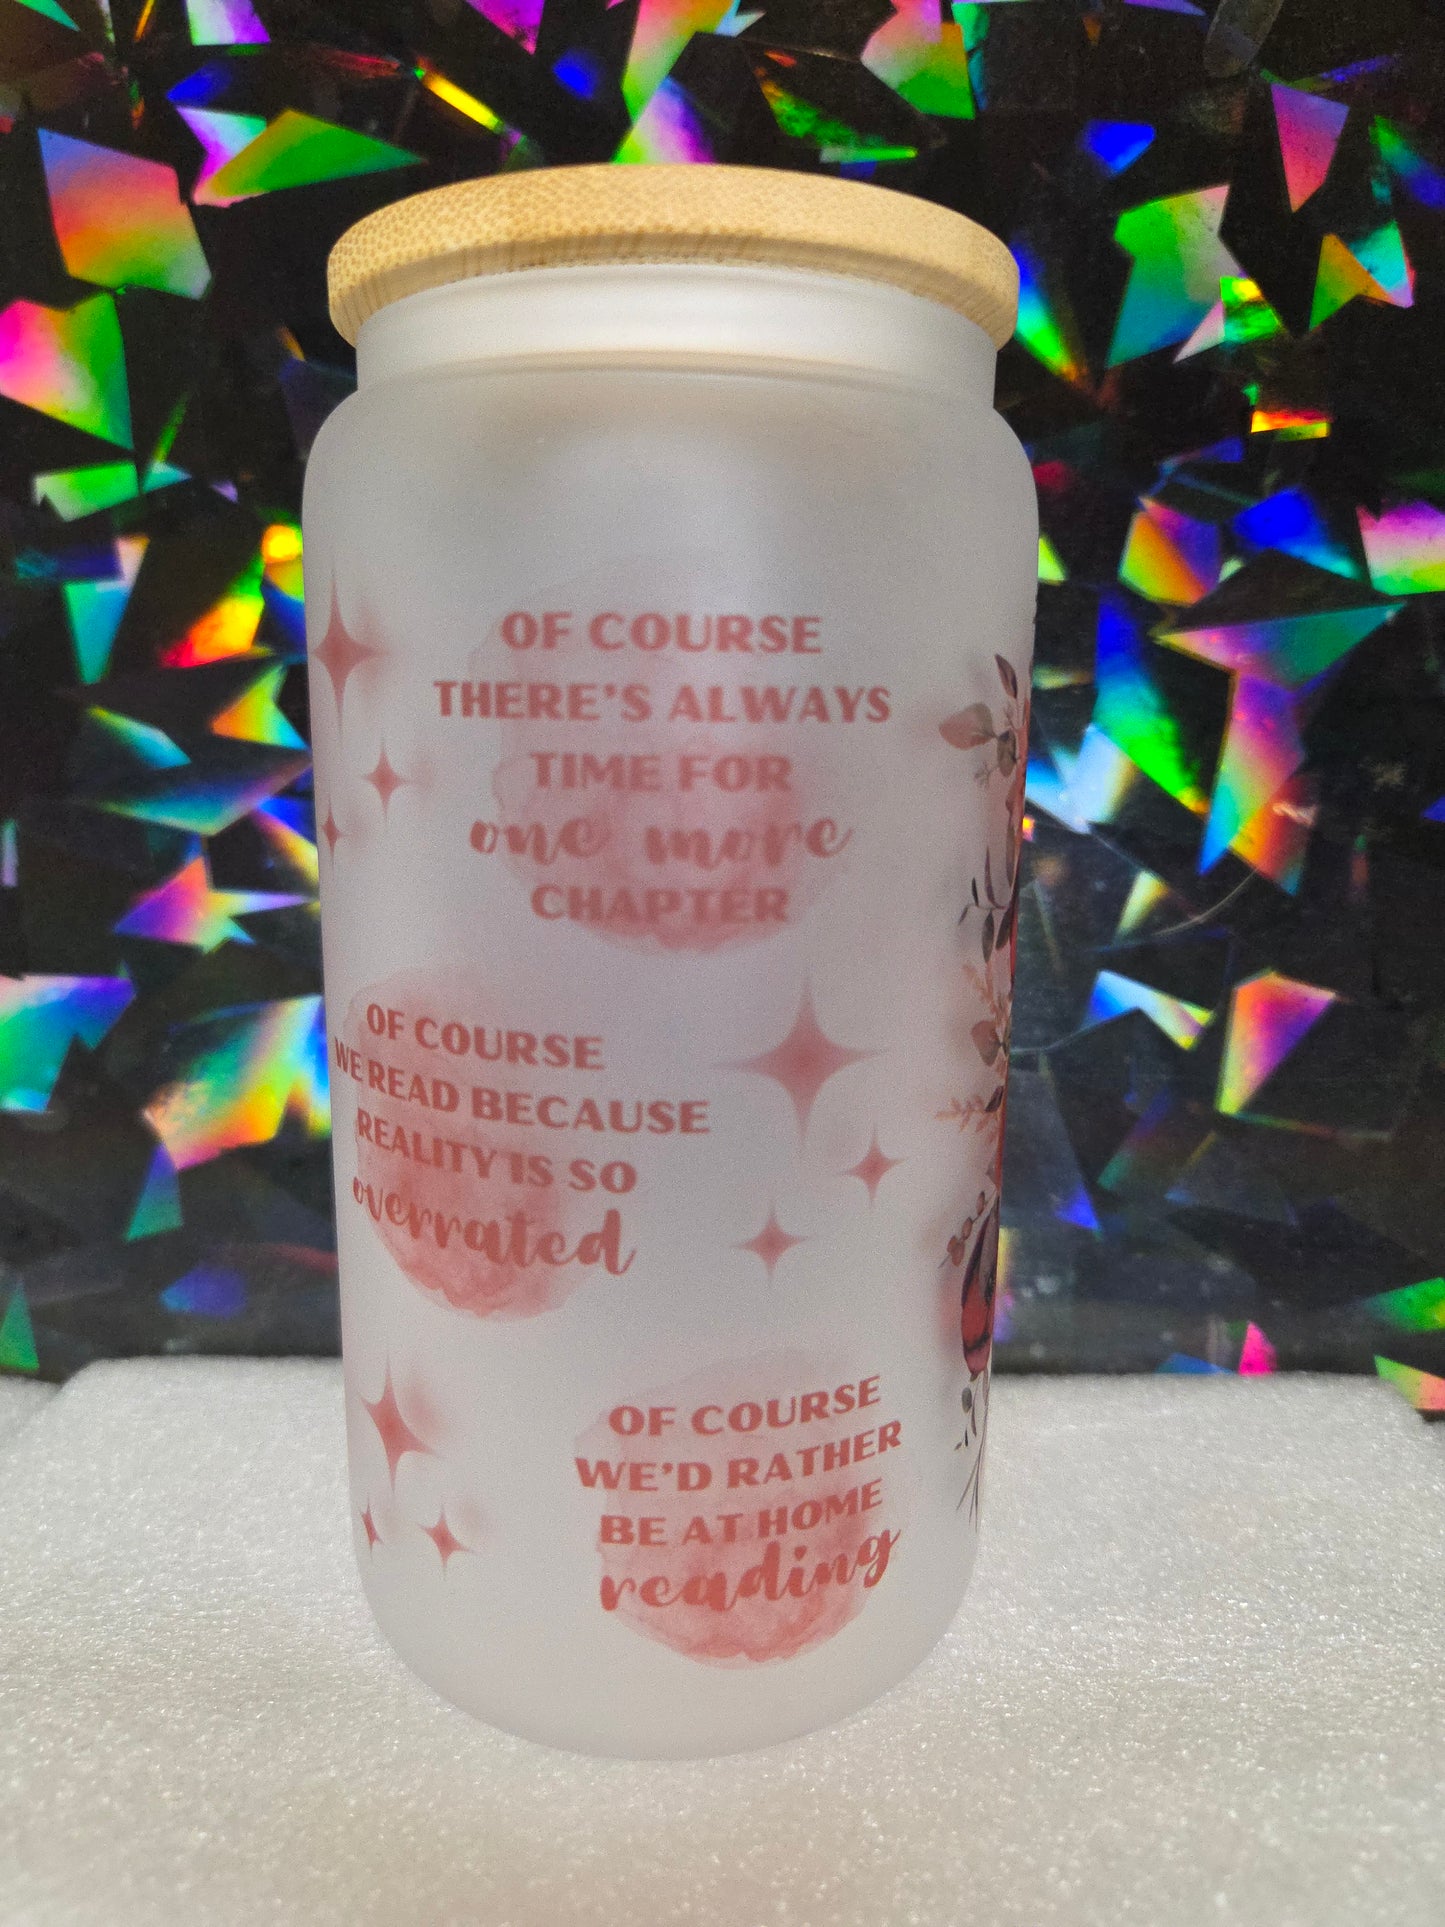 OF COURSE
THERE'S ALWAYS
TIME FOR
one more
CHAPTER
OF COURSE
WE READ BECAUSE
REALITY IS SO
overrated
OF COURSE
WE'D RATHER
BE AT HOME
reading